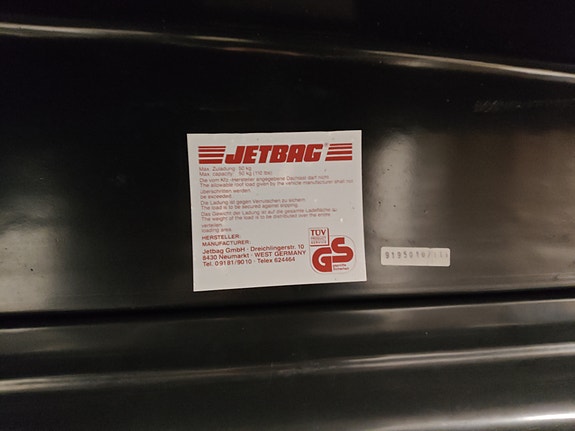 JETBAG®
Max. Zuladung: 50 kg
Max. capacity: 50 kg (110 lbs)
Die vom Kfz.-Hersteller angegebene Dachlast darf nicht
The allowable roof load given by the vehicle manufacturer shall not
überschritten werden.
be exceeded.
Die Ladung ist gegen Verrutschen zu sichern.
The load is to be secured against slipping.
Das Gewicht der Ladung ist auf die gesamte Ladefläche zu
The weight of the load is to be distributed over the entire
verteilen.
loading area.
HERSTELLER:
MANUFACTURER:
Jetbag GmbH · Dreichlingerstr. 10
8430 Neumarkt · WEST GERMANY
Tel. 09181/9010 · Telex 624464
TÜV
PRODUCT
SERVICE
GS
geprüfte
Sicherheit